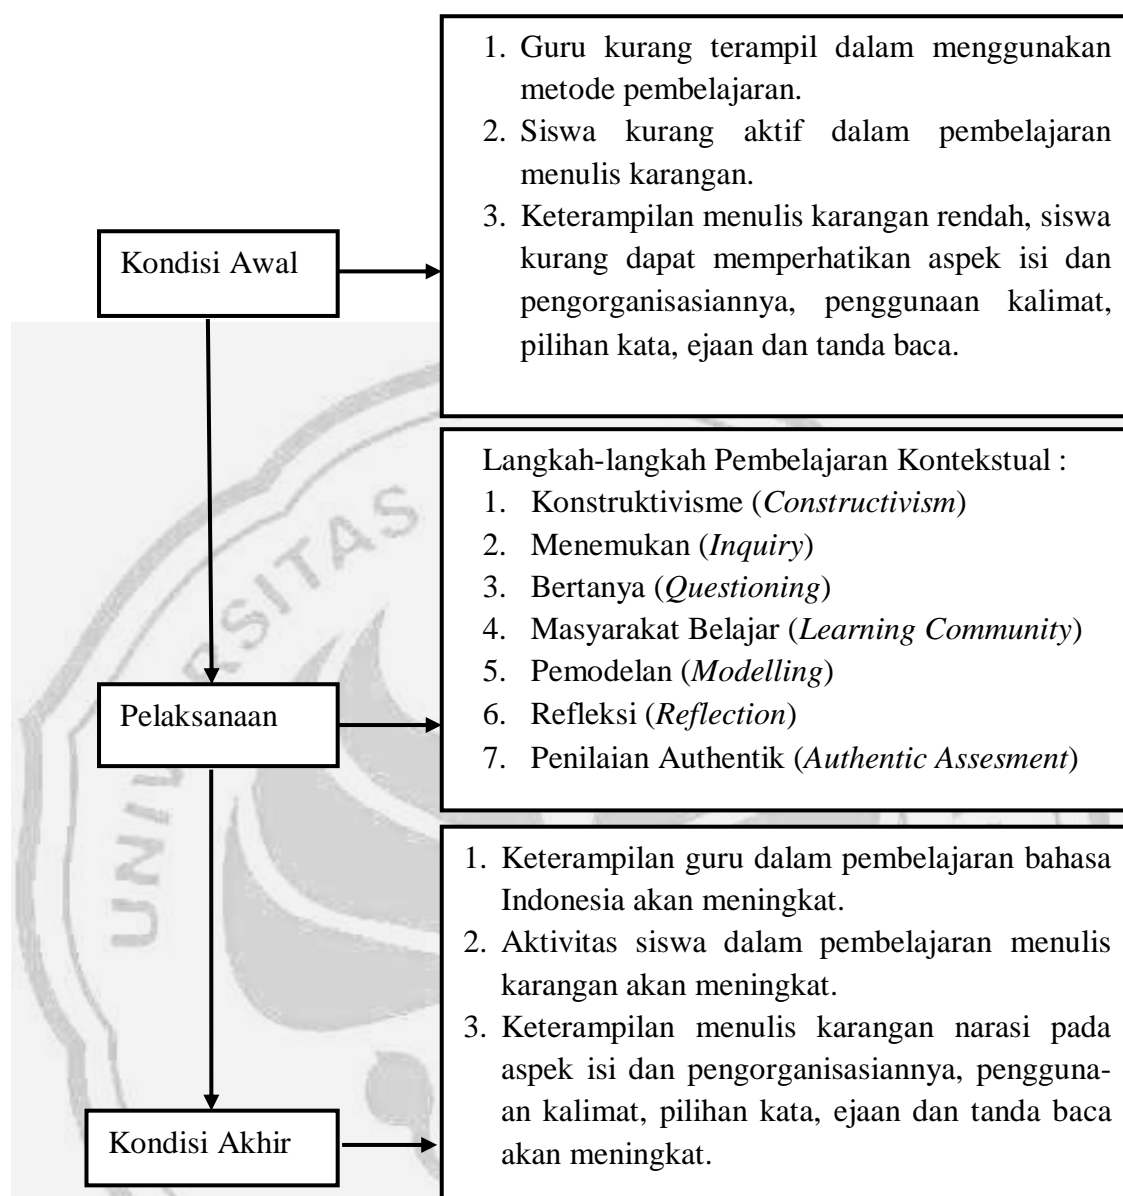 1. Guru kurang terampil dalam menggunakan
metode pembelajaran.
2. Siswa kurang aktif dalam pembelajaran
menulis karangan.
3. Keterampilan menulis karangan rendah, siswa
kurang dapat memperhatikan aspek isi dan
pengorganisasiannya, penggunaan kalimat,
pilihan kata, ejaan dan tanda baca.
Kondisi Awal
Langkah-langkah Pembelajaran Kontekstual :
1. Konstruktivisme (Constructivism)
2. Menemukan (Inquiry)
3. Bertanya (Questioning)
4. Masyarakat Belajar (Learning Community)
5. Pemodelan (Modelling)
6. Refleksi (Reflection)
7. Penilaian Authentik (Authentic Assesment)
Pelaksanaan
1. Keterampilan guru dalam pembelajaran bahasa
Indonesia akan meningkat.
2. Aktivitas siswa dalam pembelajaran menulis
karangan akan meningkat.
3. Keterampilan menulis karangan narasi pada
aspek isi dan pengorganisasiannya, pengguna-
an kalimat, pilihan kata, ejaan dan tanda baca
akan meningkat.
Kondisi Akhir
UNIVERSITAS